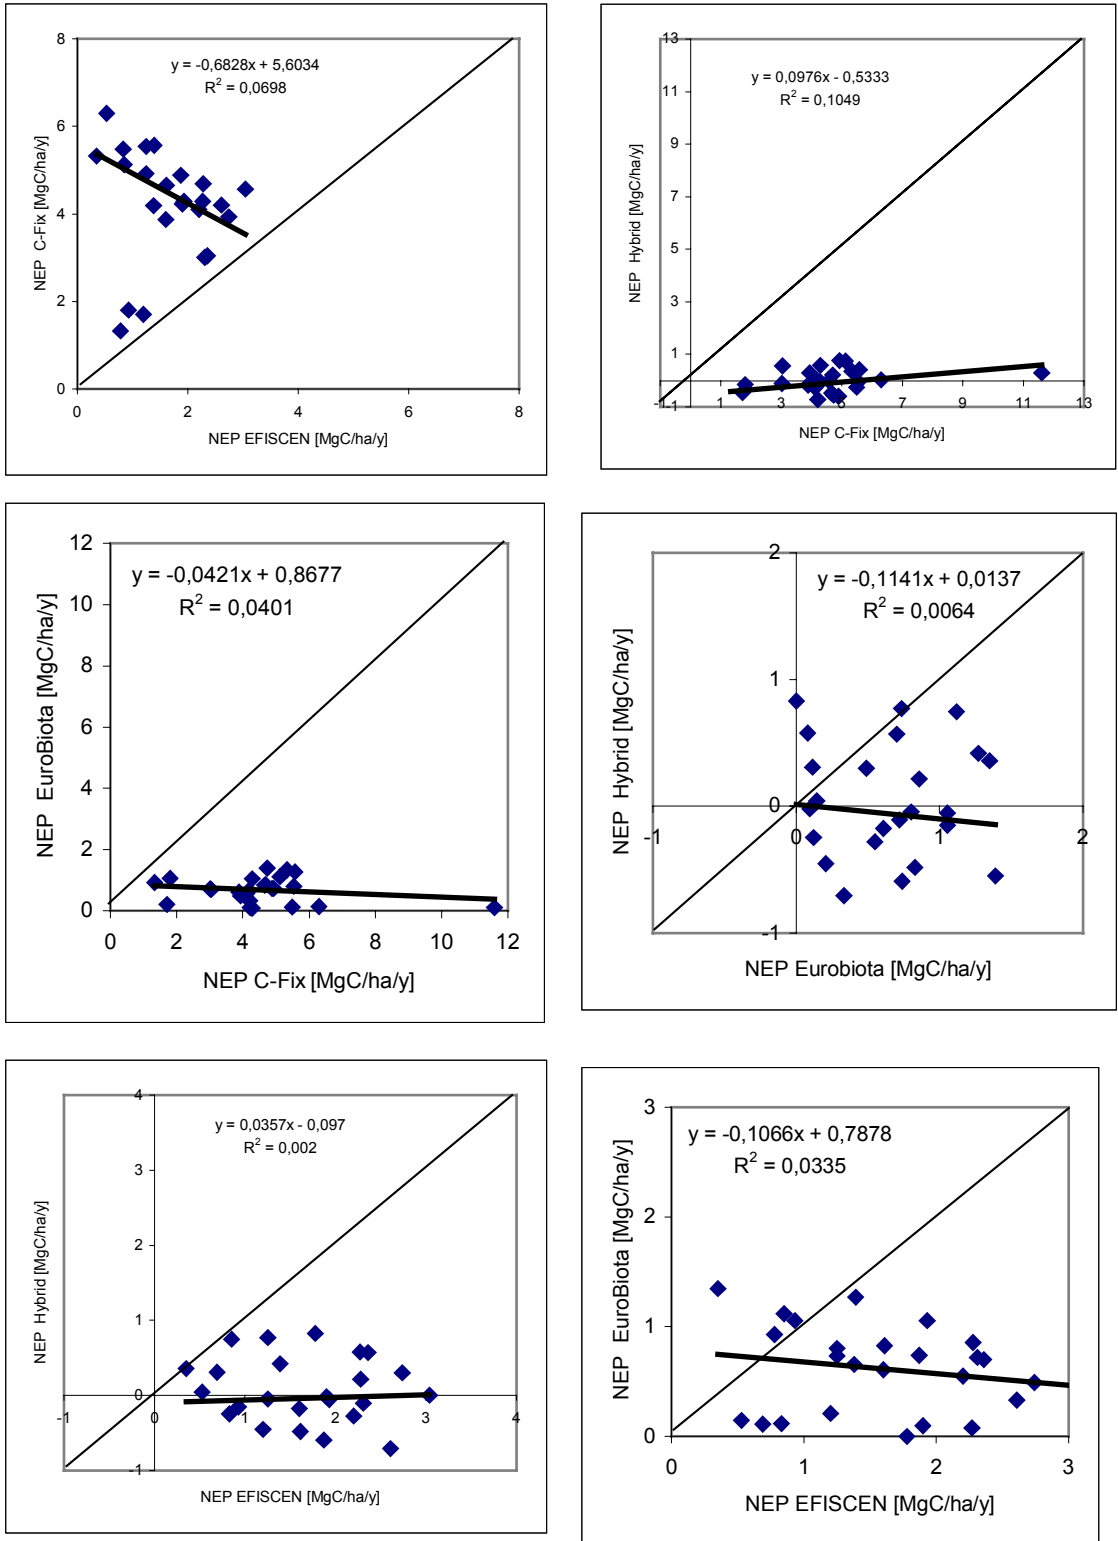 8
6
4
2
0
0
2
4
6
8
y = -0,6828x + 5,6034
R² = 0,0698
NEP C-Fix [MgC/ha/y]
NEP EFISCEN [MgC/ha/y]
13
11
9
7
5
3
1
-1
-1
1
3
5
7
9
11
13
y = 0,0976x - 0,5333
R² = 0,1049
NEP Hybrid [MgC/ha/y]
NEP C-Fix [MgC/ha/y]
12
10
8
6
4
2
0
0
2
4
6
8
10
12
y = -0,0421x + 0,8677
R² = 0,0401
NEP EuroBiota [MgC/ha/y]
NEP C-Fix [MgC/ha/y]
2
1
0
-1
-1
0
1
2
y = -0,1141x + 0,0137
R² = 0,0064
NEP Hybrid [MgC/ha/y]
NEP Eurobiota [MgC/ha/y]
4
3
2
1
0
-1
-1
0
1
2
3
4
y = 0,0357x - 0,097
R² = 0,002
NEP Hybrid [MgC/ha/y]
NEP EFISCEN [MgC/ha/y]
3
2
1
0
0
1
2
3
y = -0,1066x + 0,7878
R² = 0,0335
NEP EuroBiota [MgC/ha/y]
NEP EFISCEN [MgC/ha/y]